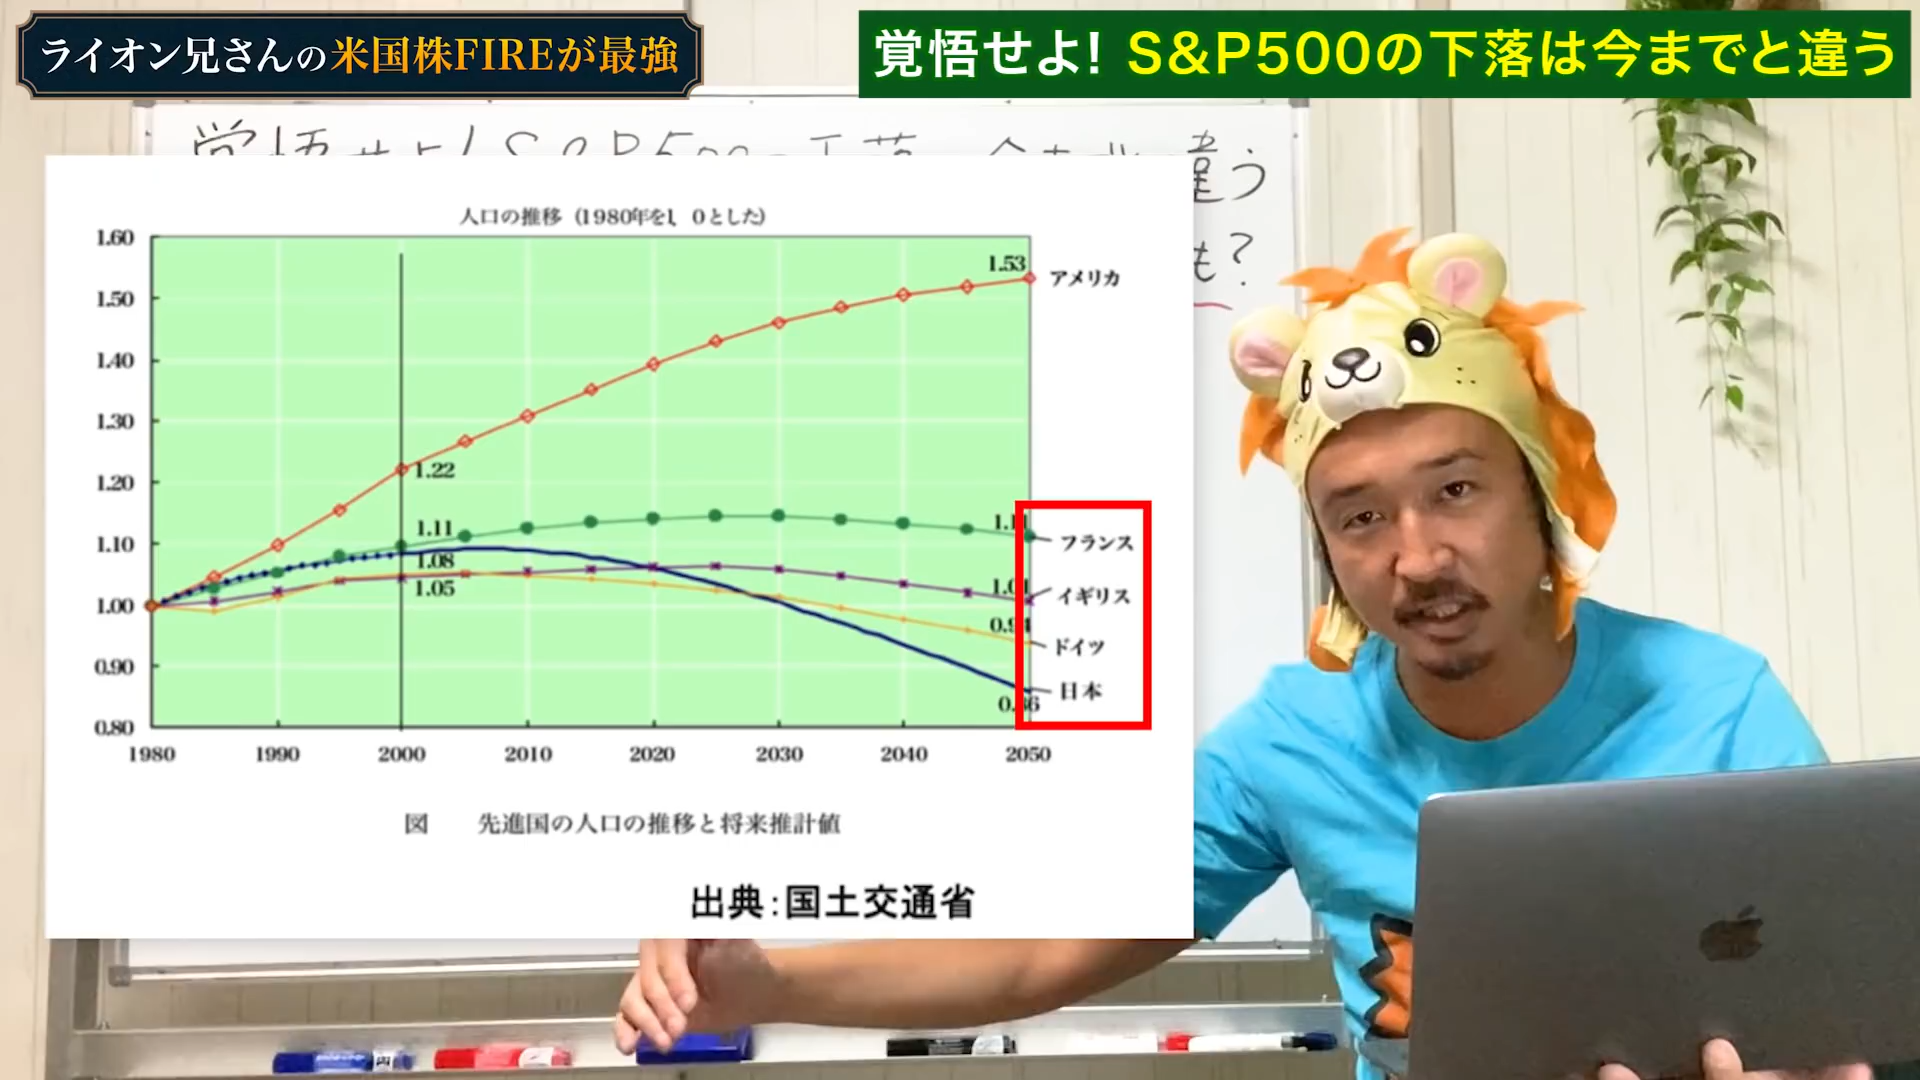 ライオン兄さんの米国株FIREが最強
覚悟せよ! S&P500の下落は今までと違う
違う
も?
人口の推移 (1980年を1.0とした)
1.60
1.50
1.40
1.30
1.20
1.10
1.00
0.90
0.80
1.53
1.22
1.11
1.08
1.05
アメリカ
フランス
イギリス
ドイツ
日本
1980 1990 2000 2010 2020 2030 2040 2050
図 先進国の人口の推移と将来推計値
出典:国土交通省